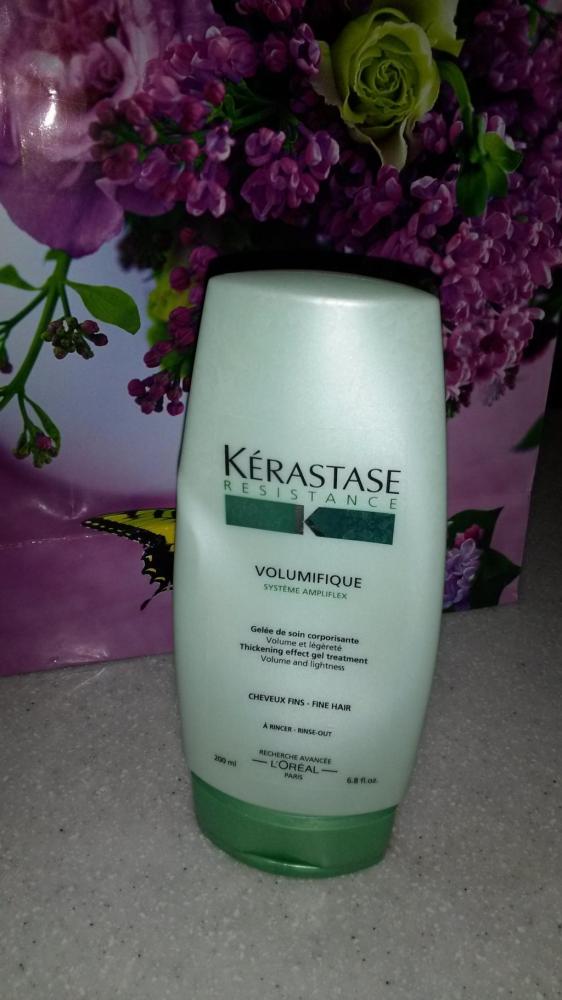 KÉRASTASE
RESISTANCE
VOLUMIFIQUE
SYSTÈME AMPLIFLEX
Gelée de soin corporisante
Volume et légèreté
Thickening effect gel treatment
Volume and lightness
CHEVEUX FINS - FINE HAIR
À RINCER - RINSE-OUT
RECHERCHE AVANCÉE
200 ml L'ORÉAL 6.8 fl.oz.
PARIS